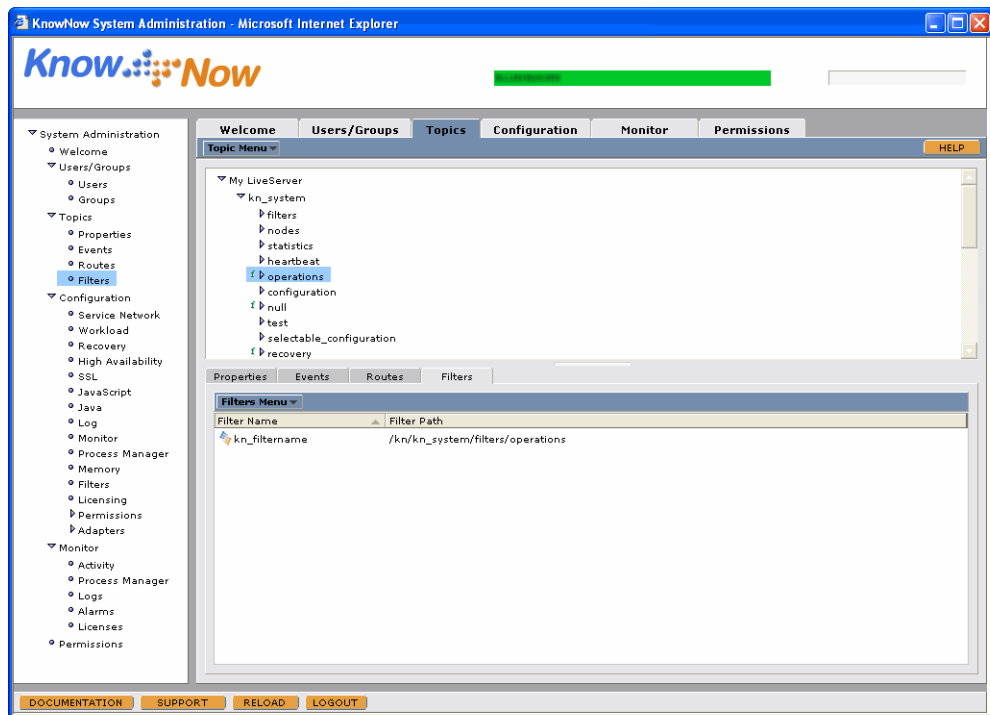 KnowNow System Administration - Microsoft Internet Explorer
Know Now
Welcome
Users/Groups
Topics
Configuration
Monitor
Permissions
Topic Menu
HELP
System Administration
Welcome
Users/Groups
Users
Groups
Topics
Properties
Events
Routes
Filters
Configuration
Service Network
Workload
Recovery
High Availability
SSL
JavaScript
Java
Log
Monitor
Process Manager
Memory
Filters
Licensing
Permissions
Adapters
Monitor
Activity
Process Manager
Logs
Alarms
Licenses
Permissions
My LiveServer
kn_system
filters
nodes
statistics
heartbeat
f operations
configuration
f null
test
selectable_configuration
f recovery
Properties
Events
Routes
Filters
Filters Menu
Filter Name
Filter Path
kn_filtername
/kn/kn_system/filters/operations
DOCUMENTATION
SUPPORT
RELOAD
LOGOUT